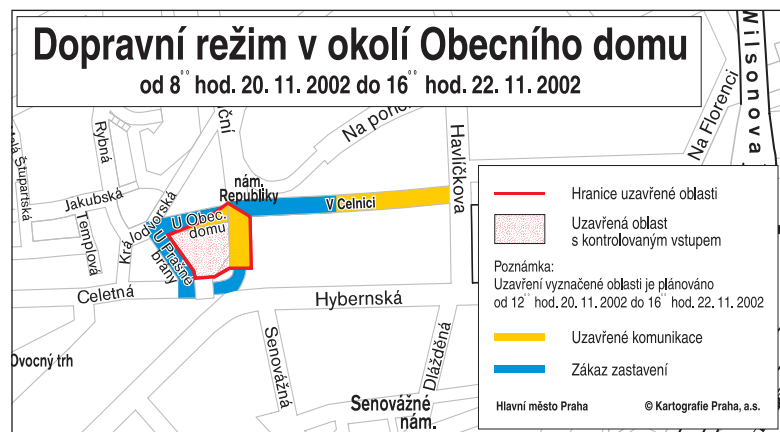 Dopravní režim v okolí Obecního domu
od 8⁰⁰ hod. 20. 11. 2002 do 16⁰⁰ hod. 22. 11. 2002
Wilsonova
Na Florenci
Havlíčkova
Na poříčí
ční
Rybná
Malá Štupartská
Jakubská
Templová
Královodvorská
nám.
Republiky
V Celnici
U Obec.
domu
U Prašné
brány
Celetná
Hybernská
Senovážná
Dlážděná
Ovocný trh
Senovážné
nám.
Hranice uzavřené oblasti
Uzavřená oblast
s kontrolovaným vstupem
Poznámka:
Uzavření vyznačené oblasti je plánováno
od 12⁰⁰ hod. 20. 11. 2002 do 16⁰⁰ hod. 22. 11. 2002
Uzavřené komunikace
Zákaz zastavení
Hlavní město Praha
© Kartografie Praha, a.s.